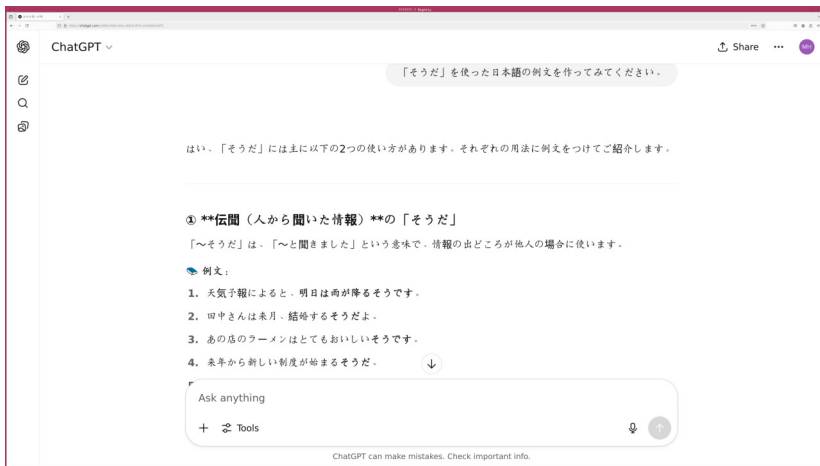 ChatGPT
Share
MH
「そうだ」を使った日本語の例文を作ってみてください。
はい、「そうだ」には主に以下の2つの使い方があります。それぞれの用法に例文をつけてご紹介します。
① **伝聞（人から聞いた情報）**の「そうだ」
「〜そうだ」は、「〜と聞きました」という意味で、情報の出どころが他人の場合に使います。
例文：
1. 天気予報によると、明日は雨が降るそうです。
2. 田中さんは来月、結婚するそうだよ。
3. あの店のラーメンはとてもおいしいそうです。
4. 来年から新しい制度が始まるそうだ。
Ask anything
Tools
ChatGPT can make mistakes. Check important info.